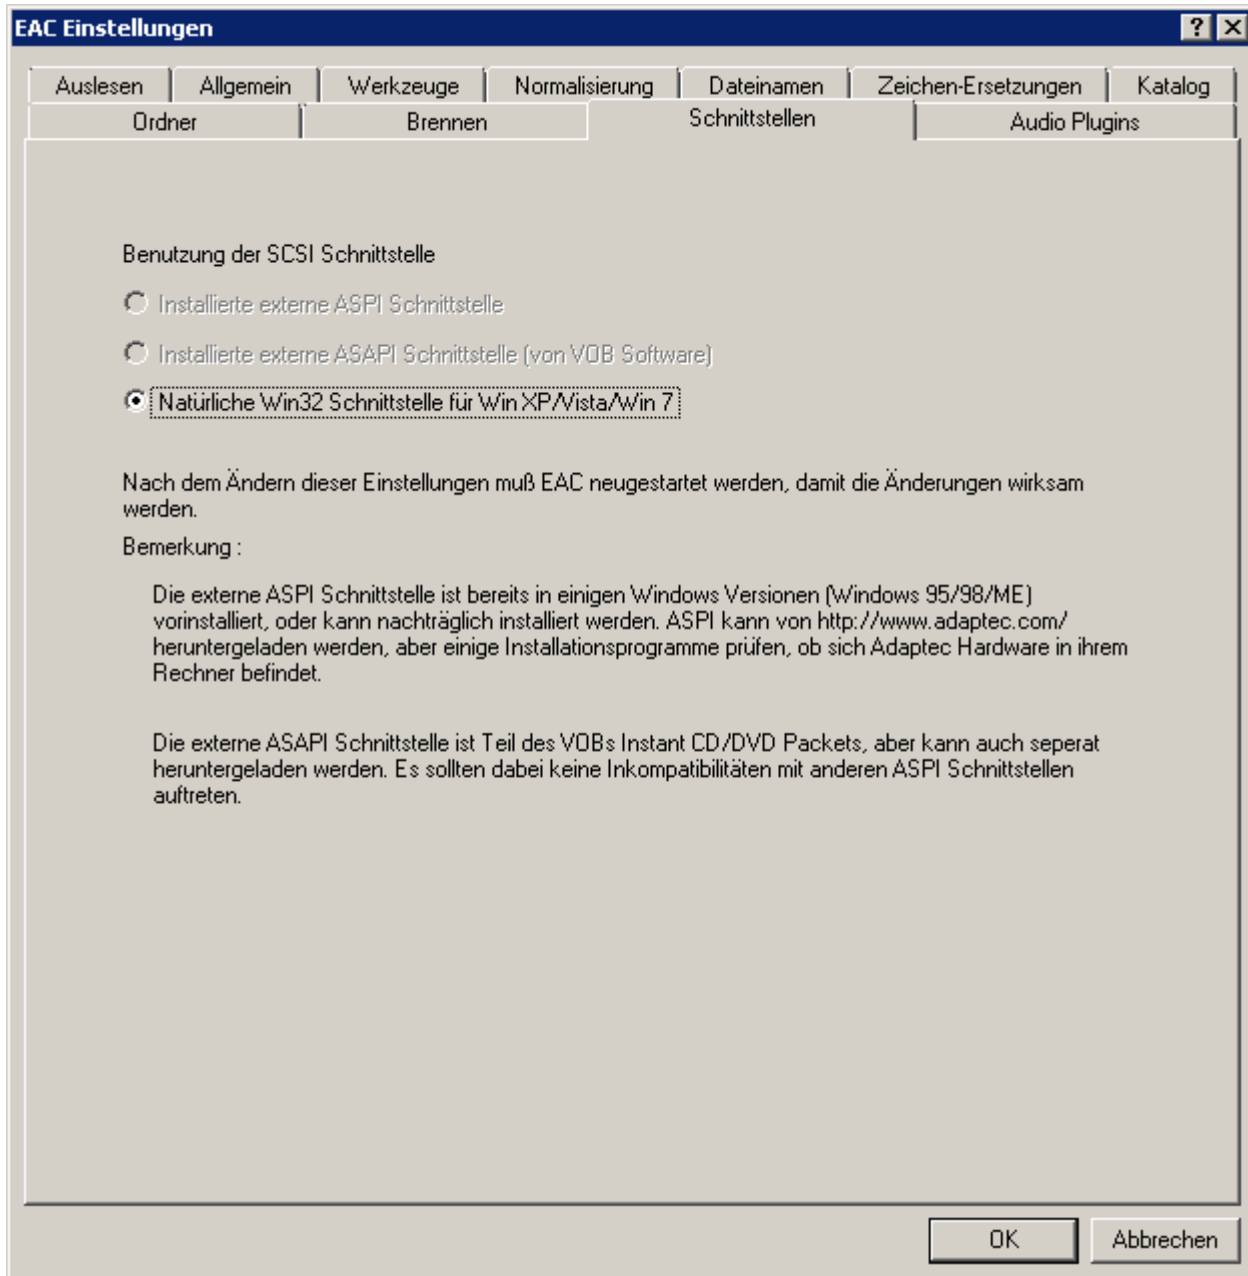 EAC Einstellungen
Auslesen Allgemein Werkzeuge Normalisierung Dateinamen Zeichen-Ersetzungen Katalog
Ordner Brennen Schnittstellen Audio Plugins
Benutzung der SCSI Schnittstelle
Installierte externe ASPI Schnittstelle
Installierte externe ASAPI Schnittstelle (von VOB Software)
Natürliche Win32 Schnittstelle für Win XP/Vista/Win 7
Nach dem Ändern dieser Einstellungen muß EAC neugestartet werden, damit die Änderungen wirksam
werden.
Bemerkung :
Die externe ASPI Schnittstelle ist bereits in einigen Windows Versionen (Windows 95/98/ME)
vorinstalliert, oder kann nachträglich installiert werden. ASPI kann von http://www.adaptec.com/
heruntergeladen werden, aber einige Installationsprogramme prüfen, ob sich Adaptec Hardware in ihrem
Rechner befindet.
Die externe ASAPI Schnittstelle ist Teil des VOBs Instant CD/DVD Packets, aber kann auch seperat
heruntergeladen werden. Es sollten dabei keine Inkompatibilitäten mit anderen ASPI Schnittstellen
auftreten.
OK Abbrechen